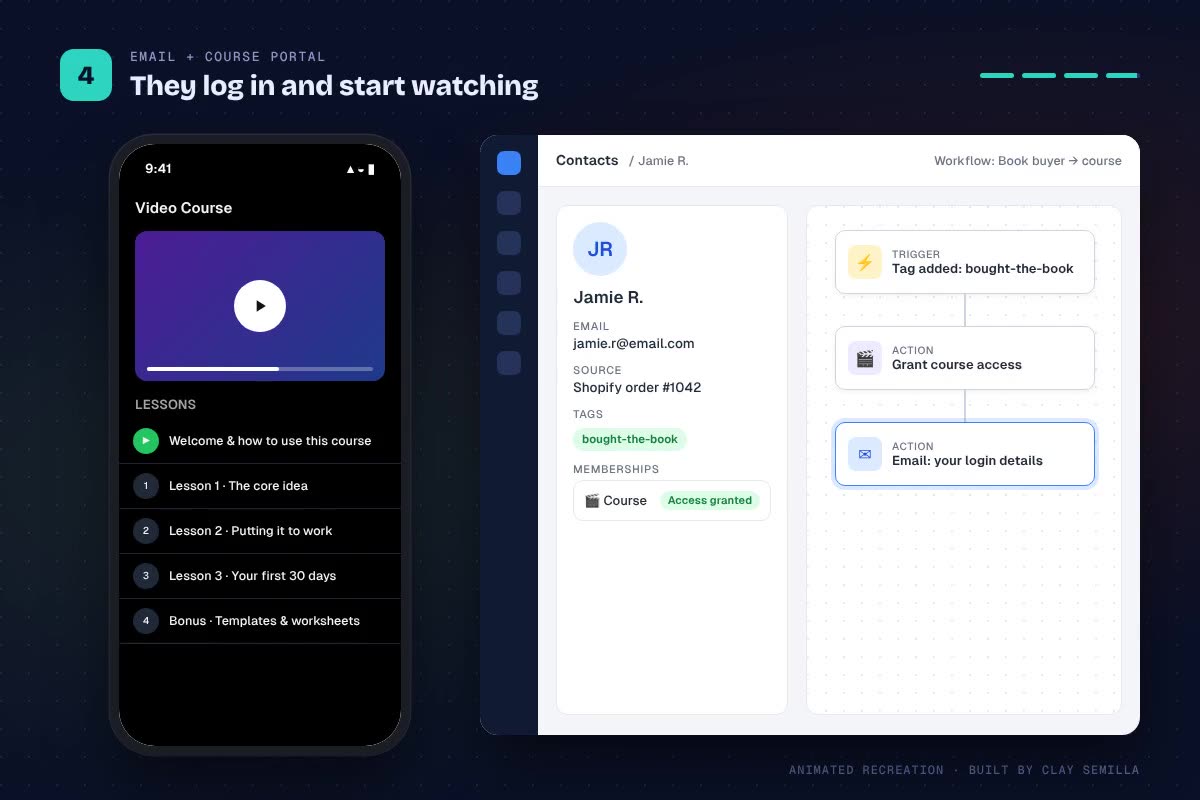 4
EMAIL + COURSE PORTAL
They log in and start watching
9:41
Video Course
LESSONS
Welcome & how to use this course
1 Lesson 1 · The core idea
2 Lesson 2 · Putting it to work
3 Lesson 3 · Your first 30 days
4 Bonus · Templates & worksheets
Contacts / Jamie R.
Workflow: Book buyer → course
JR
Jamie R.
EMAIL
jamie.r@email.com
SOURCE
Shopify order #1042
TAGS
bought-the-book
MEMBERSHIPS
🎬 Course Access granted
TRIGGER
Tag added: bought-the-book
ACTION
Grant course access
ACTION
Email: your login details
ANIMATED RECREATION · BUILT BY CLAY SEMILLA